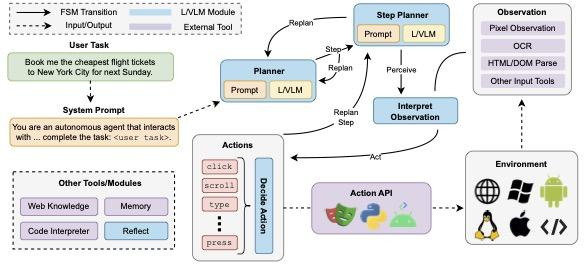 FSM Transition
L/VLM Module
Input/Output
External Tool
User Task
Book me the cheapest flight tickets
to New York City for next Sunday.
System Prompt
You are an autonomous agent that interacts
with ... complete the task: <user task>.
Other Tools/Modules
Web Knowledge
Memory
Code Interpreter
Reflect
Replan
Planner
Prompt
L/VLM
Step
Replan
Step Planner
Prompt
L/VLM
Perceive
Interpret
Observation
Replan
Step
Act
Actions
click
scroll
type
press
Decide Action
Action API
Observation
Pixel Observation
OCR
HTML/DOM Parse
Other Input Tools
Environment
</>